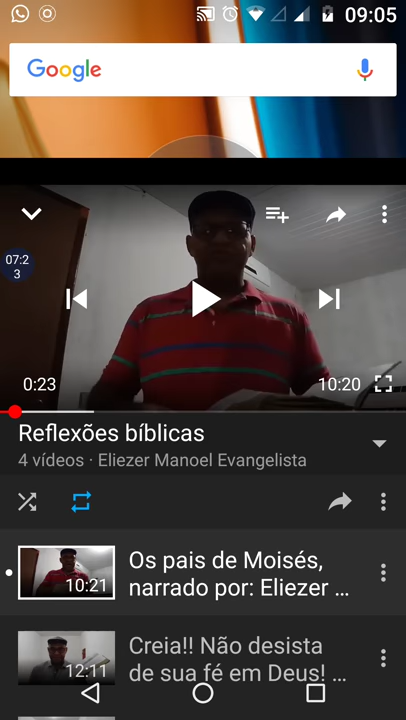 09:05
Google
07:2
3
0:23
10:20
Reflexões bíblicas
4 vídeos · Eliezer Manoel Evangelista
10:21
Os pais de Moisés,
narrado por: Eliezer ...
12:11
Creia!! Não desista
de sua fé em Deus! ...